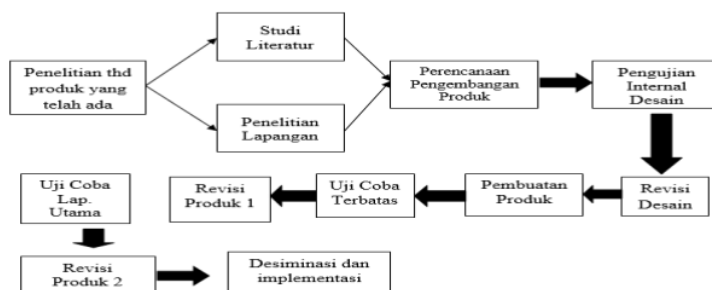 Studi
Literatur
Penelitian thd
produk yang
telah ada
Penelitian
Lapangan
Perencanaan
Pengembangan
Produk
Pengujian
Internal
Desain
Revisi
Desain
Pembuatan
Produk
Uji Coba
Terbatas
Revisi
Produk 1
Uji Coba
Lap.
Utama
Revisi
Produk 2
Desiminasi dan
implementasi